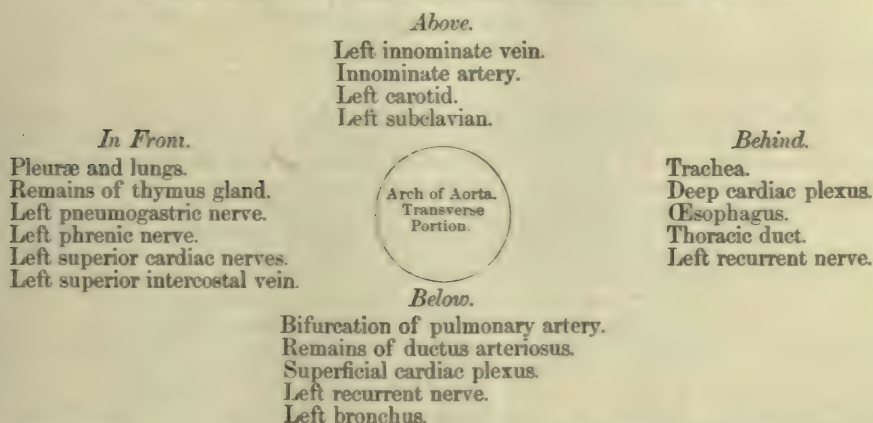 Above.
Left innominate vein.
Innominate artery.
Left carotid.
Left subclavian.
In Front.
Pleuræ and lungs.
Remains of thymus gland.
Left pneumogastric nerve.
Left phrenic nerve.
Left superior cardiac nerves.
Left superior intercostal vein.
Arch of Aorta.
Transverse
Portion.
Behind.
Trachea.
Deep cardiac plexus.
Œsophagus.
Thoracic duct.
Left recurrent nerve.
Below.
Bifurcation of pulmonary artery.
Remains of ductus arteriosus.
Superficial cardiac plexus.
Left recurrent nerve.
Left bronchus.